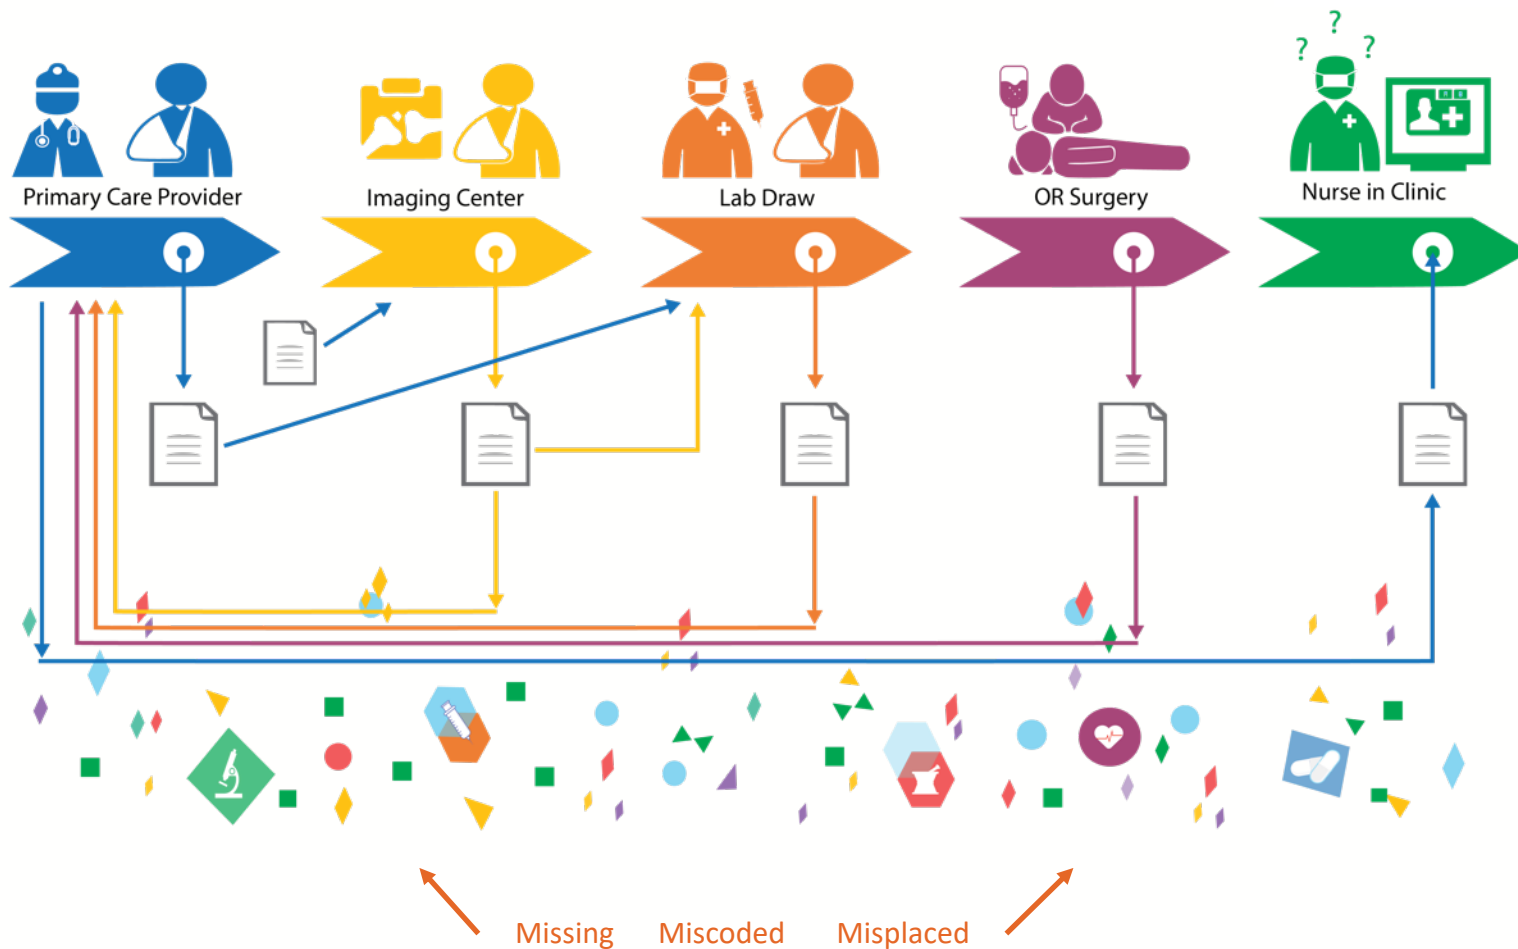 ? ? ?
Primary Care Provider
Imaging Center
Lab Draw
OR Surgery
Nurse in Clinic
Missing Miscoded Misplaced